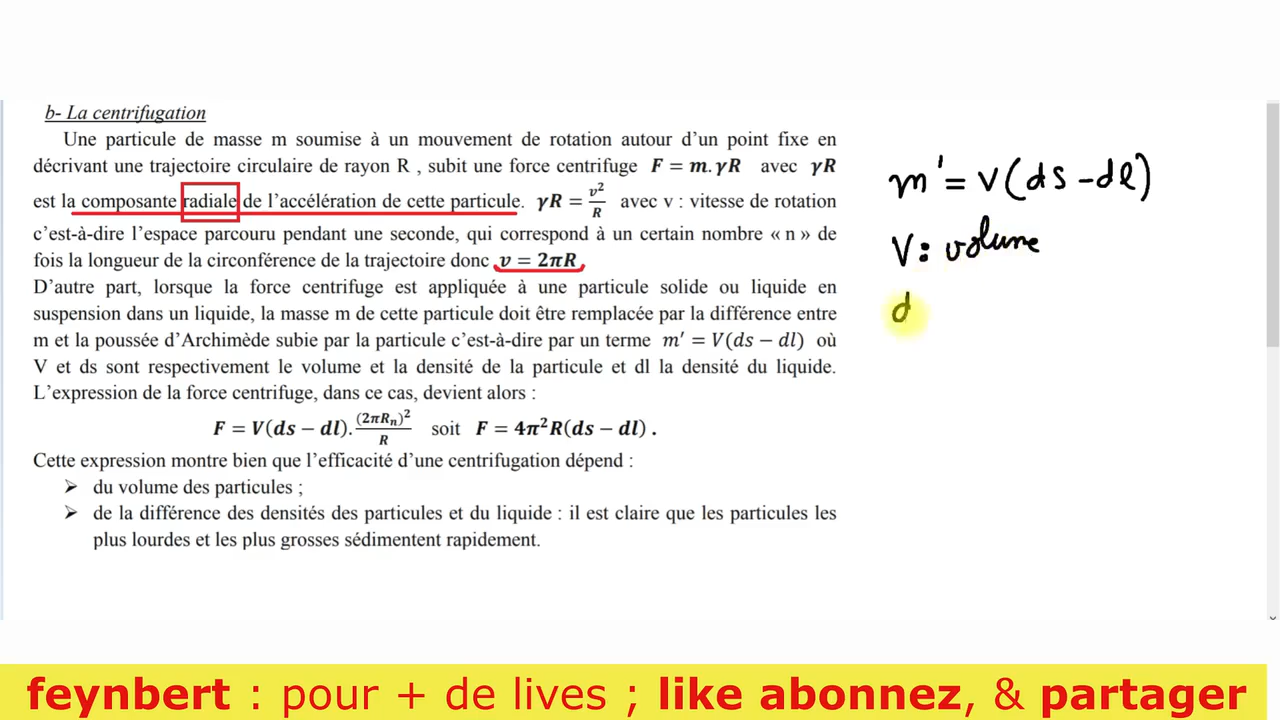 b- La centrifugation
Une particule de masse m soumise à un mouvement de rotation autour d'un point fixe en
décrivant une trajectoire circulaire de rayon R , subit une force centrifuge F = m.γR avec γR
est la composante radiale de l'accélération de cette particule. γR = v²/R avec v : vitesse de rotation
c'est-à-dire l'espace parcouru pendant une seconde, qui correspond à un certain nombre « n » de
fois la longueur de la circonférence de la trajectoire donc v = 2πR
D'autre part, lorsque la force centrifuge est appliquée à une particule solide ou liquide en
suspension dans un liquide, la masse m de cette particule doit être remplacée par la différence entre
m et la poussée d'Archimède subie par la particule c'est-à-dire par un terme m′ = V(ds − dl) où
V et ds sont respectivement le volume et la densité de la particule et dl la densité du liquide.
L'expression de la force centrifuge, dans ce cas, devient alors :
F = V(ds − dl).(2πRₙ)²/R soit F = 4π²R(ds − dl) .
Cette expression montre bien que l'efficacité d'une centrifugation dépend :
➢ du volume des particules ;
➢ de la différence des densités des particules et du liquide : il est claire que les particules les
plus lourdes et les plus grosses sédimentent rapidement.
m' = V(ds - dl)
V : volume
d
feynbert : pour + de lives ; like abonnez, & partager